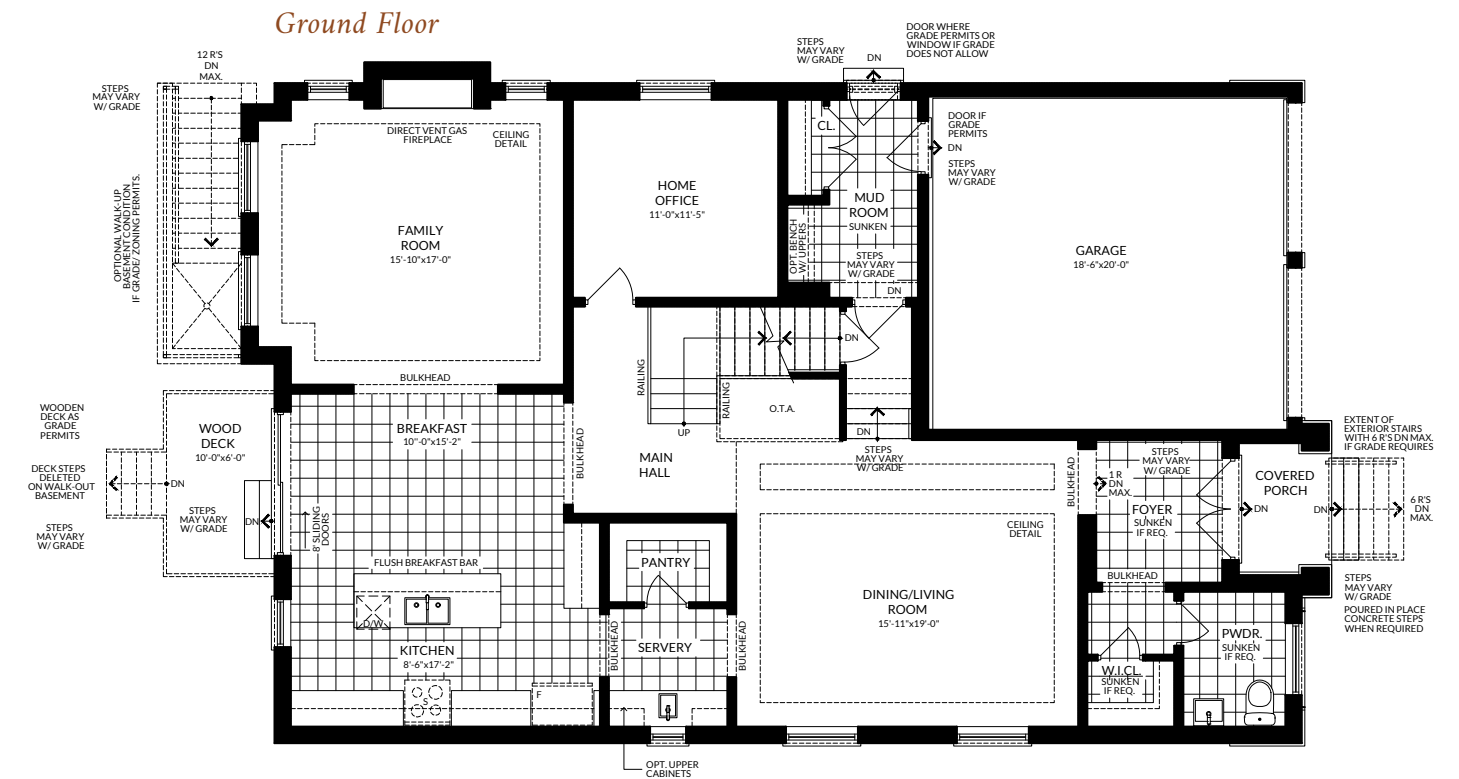 Ground Floor
12 R'S
DN
MAX.
STEPS
MAY VARY
W/ GRADE
OPTIONAL WALK-UP
BASEMENT CONDITION
IF GRADE/ ZONING PERMITS.
DIRECT VENT GAS
FIREPLACE
CEILING
DETAIL
FAMILY
ROOM
15'-10"x17'-0"
HOME
OFFICE
11'-0"x11'-5"
STEPS
MAY VARY
W/ GRADE
DN
DOOR WHERE
GRADE PERMITS OR
WINDOW IF GRADE
DOES NOT ALLOW
CL.
DOOR IF
GRADE
PERMITS
DN
STEPS
MAY VARY
W/ GRADE
MUD
ROOM
SUNKEN
OPT. BENCH
W/ UPPERS
STEPS
MAY VARY
W/ GRADE
DN
GARAGE
18'-6"x20'-0"
DN
RAILING
RAILING
UP
O.T.A.
DN
STEPS
MAY VARY
W/ GRADE
BULKHEAD
BREAKFAST
10"-0"x15'-2"
BULKHEAD
MAIN
HALL
WOODEN
DECK AS
GRADE
PERMITS
WOOD
DECK
10'-0"x6'-0"
DECK STEPS
DELETED
ON WALK-OUT
BASEMENT
DN
STEPS
MAY VARY
W/ GRADE
STEPS
MAY VARY
W/ GRADE
DN
8' SLIDING
DOORS
FLUSH BREAKFAST BAR
D/W
KITCHEN
8'-6"x17'-2"
S
F
PANTRY
SERVERY
BULKHEAD
BULKHEAD
OPT. UPPER
CABINETS
CEILING
DETAIL
DINING/LIVING
ROOM
15'-11"x19'-0"
BULKHEAD
1 R
DN
MAX.
STEPS
MAY VARY
W/ GRADE
FOYER
SUNKEN
IF REQ.
BULKHEAD
DN
COVERED
PORCH
DN
EXTENT OF
EXTERIOR STAIRS
WITH 6 R'S DN MAX.
IF GRADE REQUIRES
6 R'S
DN
MAX.
STEPS
MAY VARY
W/ GRADE
POURED IN PLACE
CONCRETE STEPS
WHEN REQUIRED
PWDR.
SUNKEN
IF REQ.
W.I.CL.
SUNKEN
IF REQ.